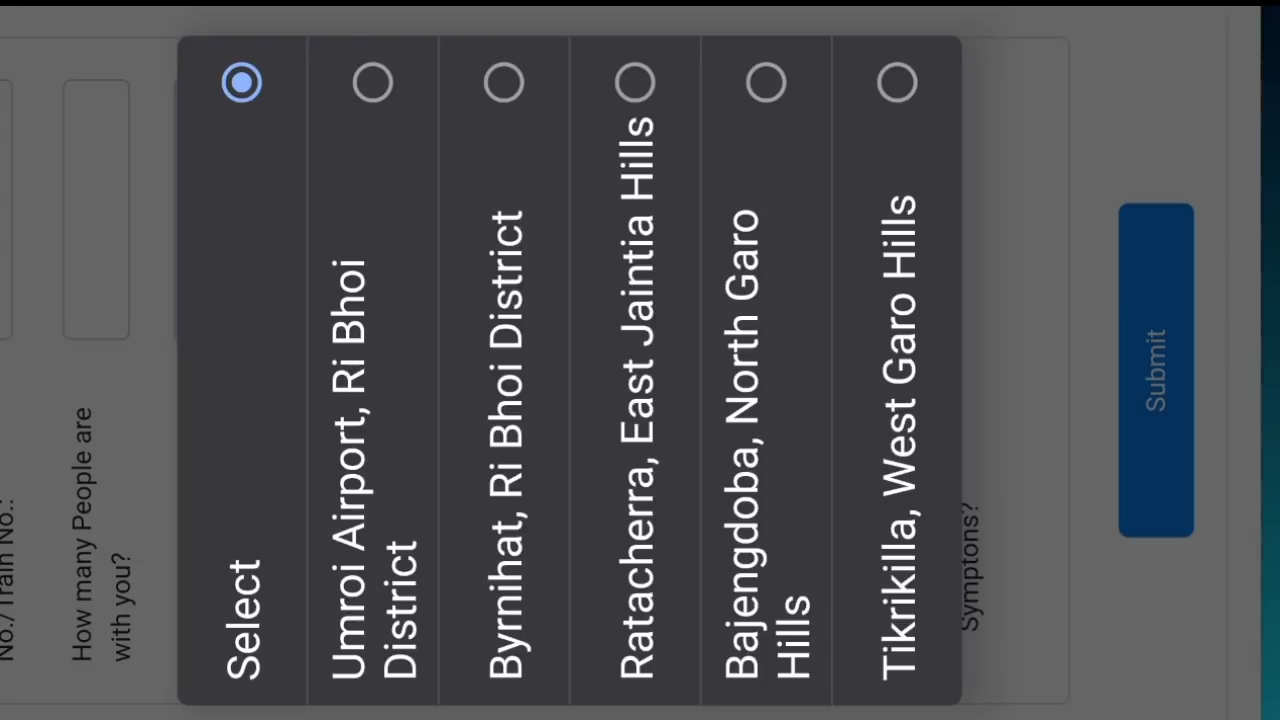 No./Train No.:
How many People are
with you?
Select
Umroi Airport, Ri Bhoi
District
Byrnihat, Ri Bhoi District
Ratacherra, East Jaintia Hills
Bajengdoba, North Garo
Hills
Tikrikilla, West Garo Hills
Symptons?
Submit